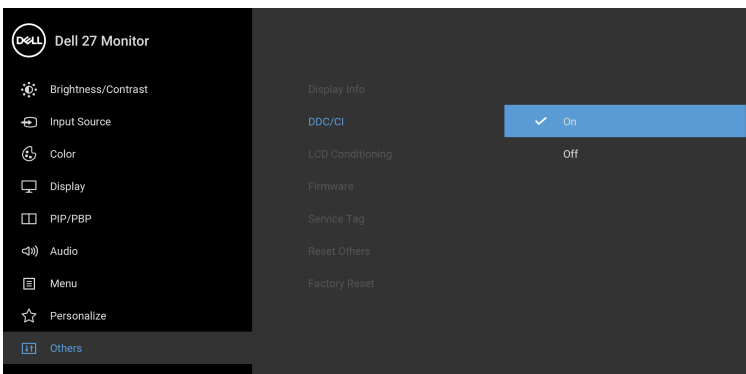 DELL
Dell 27 Monitor
Brightness/Contrast
Input Source
Color
Display
PIP/PBP
Audio
Menu
Personalize
Others
Display Info
DDC/CI
LCD Conditioning
Firmware
Service Tag
Reset Others
Factory Reset
On
Off